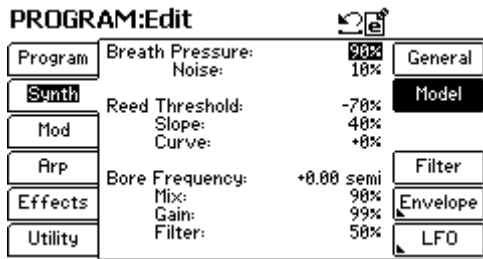 PROGRAM:Edit
Program
Synth
Mod
Arp
Effects
Utility
Breath Pressure: 90%
Noise: 10%
Reed Threshold: -70%
Slope: 40%
Curve: +0%
Bore Frequency: +0.00 semi
Mix: 90%
Gain: 99%
Filter: 50%
General
Model
Filter
Envelope
LFO